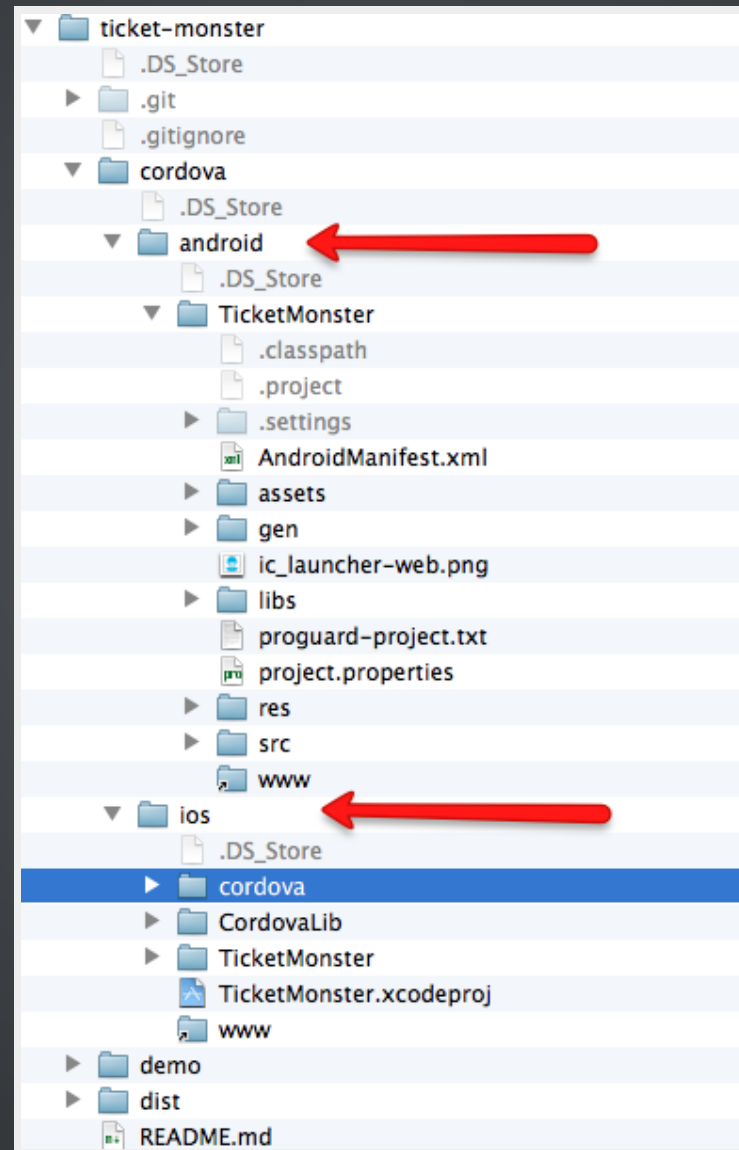 ticket-monster
.DS_Store
.git
.gitignore
cordova
.DS_Store
android
.DS_Store
TicketMonster
.classpath
.project
.settings
AndroidManifest.xml
assets
gen
ic_launcher-web.png
libs
proguard-project.txt
project.properties
res
src
www
ios
.DS_Store
cordova
CordovaLib
TicketMonster
TicketMonster.xcodeproj
www
demo
dist
README.md